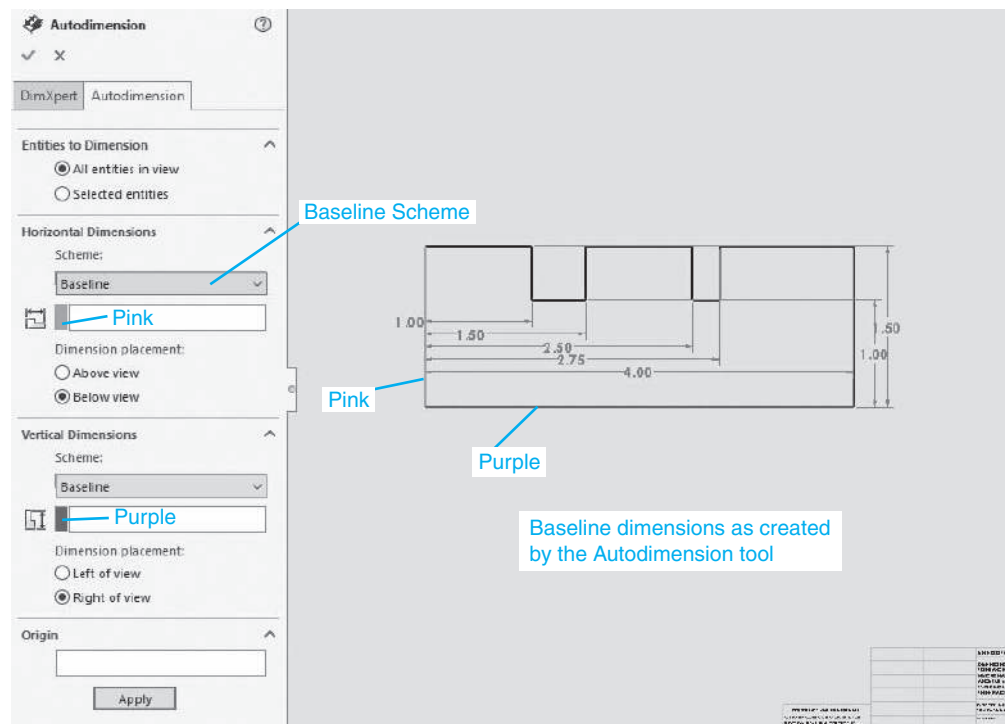 Autodimension
DimXpert Autodimension
Entities to Dimension
All entities in view
Selected entities
Horizontal Dimensions
Scheme:
Baseline
Pink
Dimension placement:
Above view
Below view
Vertical Dimensions
Scheme:
Baseline
Purple
Dimension placement:
Left of view
Right of view
Origin
Apply
Baseline Scheme
1.00
1.50
2.50
2.75
4.00
1.50
1.00
Pink
Purple
Baseline dimensions as created
by the Autodimension tool